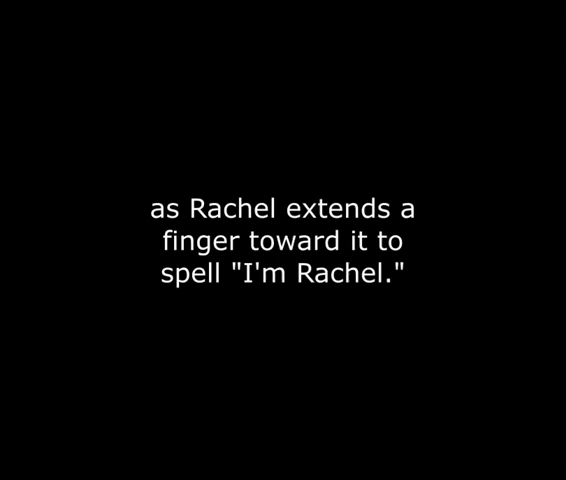 as Rachel extends a
finger toward it to
spell "I'm Rachel."